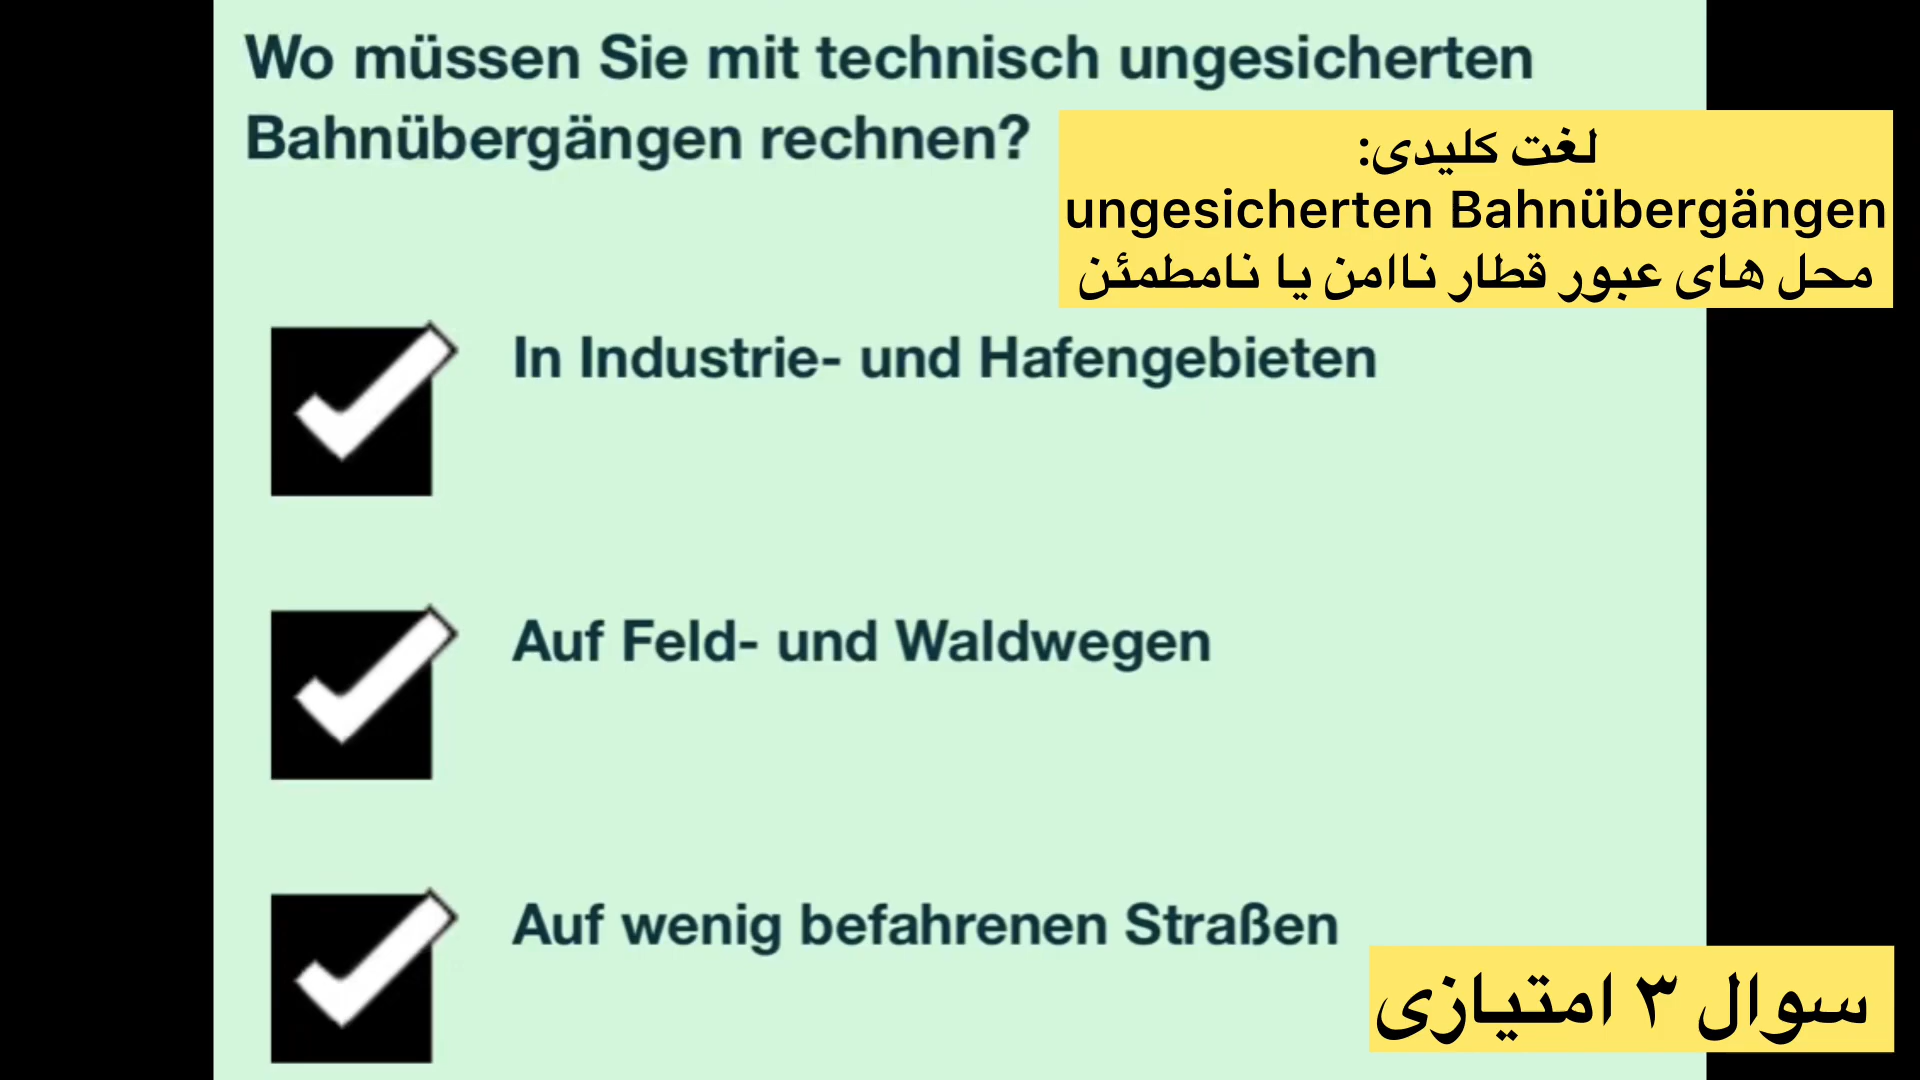 Wo müssen Sie mit technisch ungesicherten
Bahnübergängen rechnen?
لغت کلیدی:
ungesicherten Bahnübergängen
محل های عبور قطار ناامن یا نامطمئن
In Industrie- und Hafengebieten
Auf Feld- und Waldwegen
Auf wenig befahrenen Straßen
سوال ۳ امتیازی